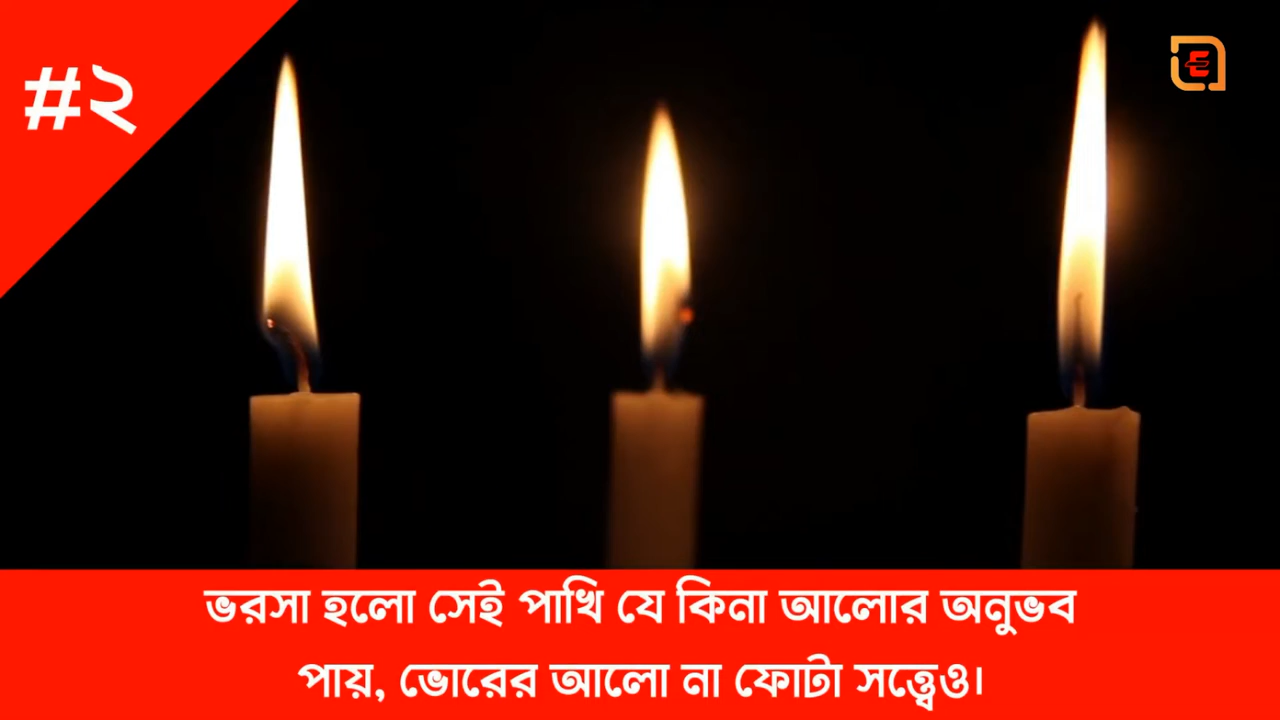 #২
E
ভরসা হলো সেই পাখি যে কিনা আলোর অনুভব
পায়, ভোরের আলো না ফোটা সত্ত্বেও।